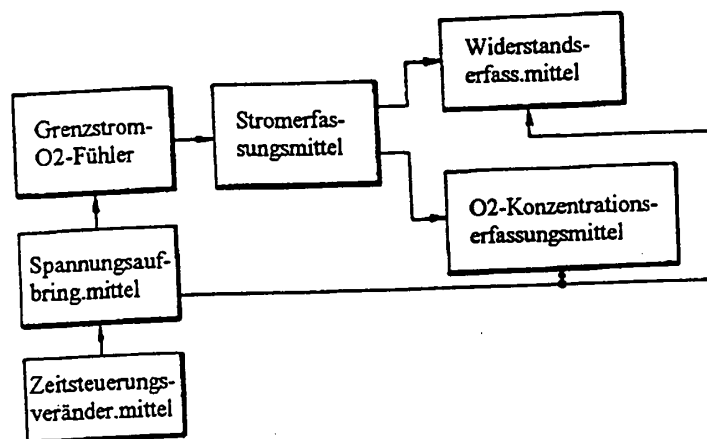 Widerstands-
erfass.mittel
Grenzstrom-
O2-Fühler
Stromerfas-
sungsmittel
O2-Konzentrations-
erfassungsmittel
Spannungsauf-
bring.mittel
Zeitsteuerungs-
veränder.mittel